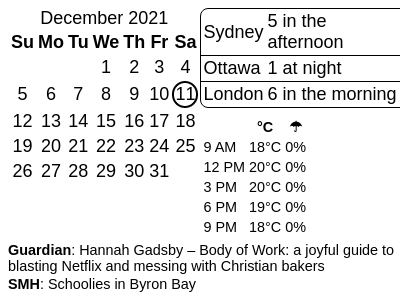 December 2021
Su Mo Tu We Th Fr Sa
1 2 3 4
5 6 7 8 9 10 11
12 13 14 15 16 17 18
19 20 21 22 23 24 25
26 27 28 29 30 31
Sydney 5 in the
afternoon
Ottawa 1 at night
London 6 in the morning
°C ☂
9 AM 18°C 0%
12 PM 20°C 0%
3 PM 20°C 0%
6 PM 19°C 0%
9 PM 18°C 0%
Guardian: Hannah Gadsby – Body of Work: a joyful guide to
blasting Netflix and messing with Christian bakers
SMH: Schoolies in Byron Bay